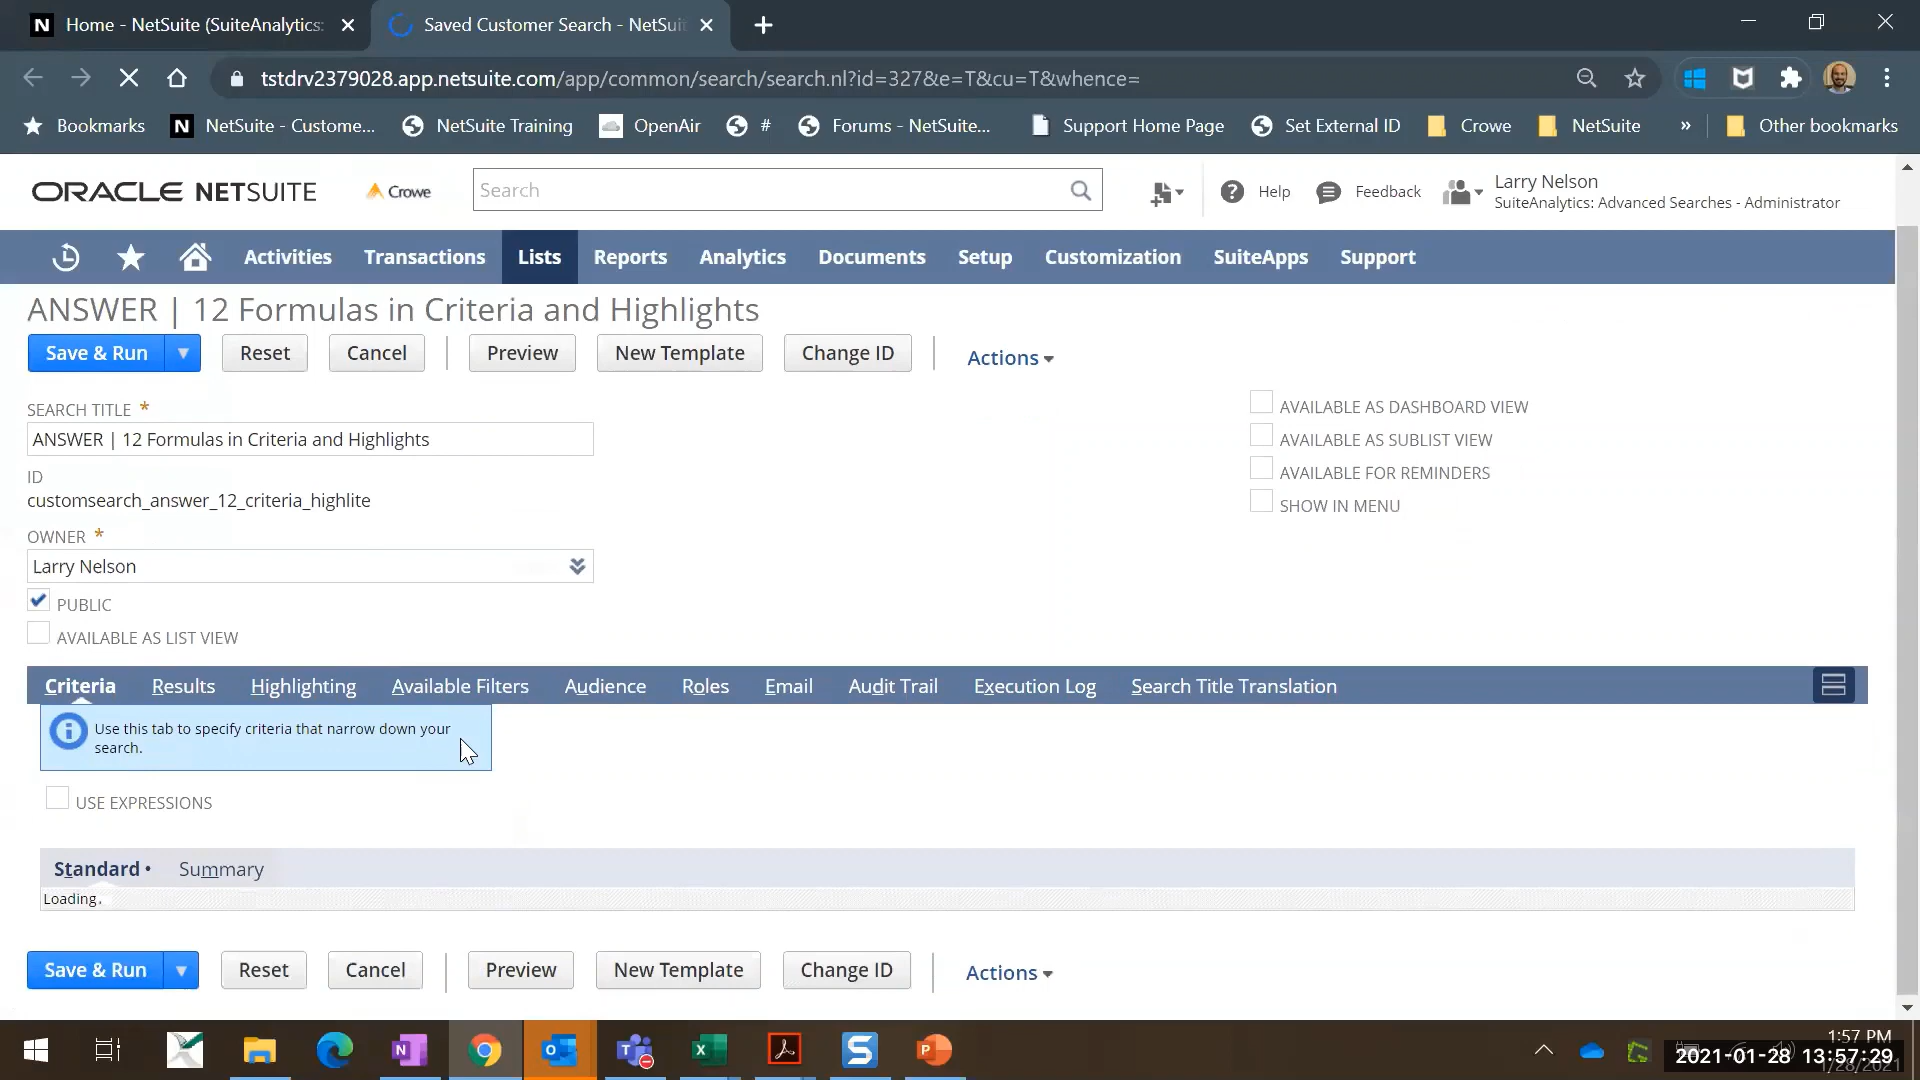 Home - NetSuite (SuiteAnalytics:
Saved Customer Search - NetSui
tstdrv2379028.app.netsuite.com/app/common/search/search.nl?id=327&e=T&cu=T&whence=
Bookmarks
N NetSuite - Custome...
NetSuite Training
OpenAir
#
Forums - NetSuite...
Support Home Page
Set External ID
Crowe
NetSuite
»
Other bookmarks
ORACLE NETSUITE
Crowe
Search
Help
Feedback
Larry Nelson
SuiteAnalytics: Advanced Searches - Administrator
Activities
Transactions
Lists
Reports
Analytics
Documents
Setup
Customization
SuiteApps
Support
ANSWER | 12 Formulas in Criteria and Highlights
Save & Run
Reset
Cancel
Preview
New Template
Change ID
Actions
SEARCH TITLE *
ANSWER | 12 Formulas in Criteria and Highlights
ID
customsearch_answer_12_criteria_highlite
OWNER *
Larry Nelson
PUBLIC
AVAILABLE AS LIST VIEW
AVAILABLE AS DASHBOARD VIEW
AVAILABLE AS SUBLIST VIEW
AVAILABLE FOR REMINDERS
SHOW IN MENU
Criteria
Results
Highlighting
Available Filters
Audience
Roles
Email
Audit Trail
Execution Log
Search Title Translation
Use this tab to specify criteria that narrow down your
search.
USE EXPRESSIONS
Standard •
Summary
Loading.
Save & Run
Reset
Cancel
Preview
New Template
Change ID
Actions
1:57 PM
2021-01-28 13:57:29